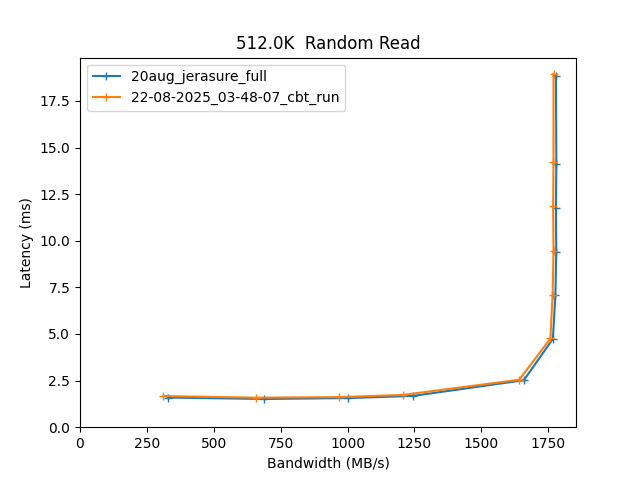 512.0K  Random Read
20aug_jerasure_full
22-08-2025_03-48-07_cbt_run
17.5
15.0
12.5
10.0
7.5
5.0
2.5
0.0
Latency (ms)
0 250 500 750 1000 1250 1500 1750
Bandwidth (MB/s)